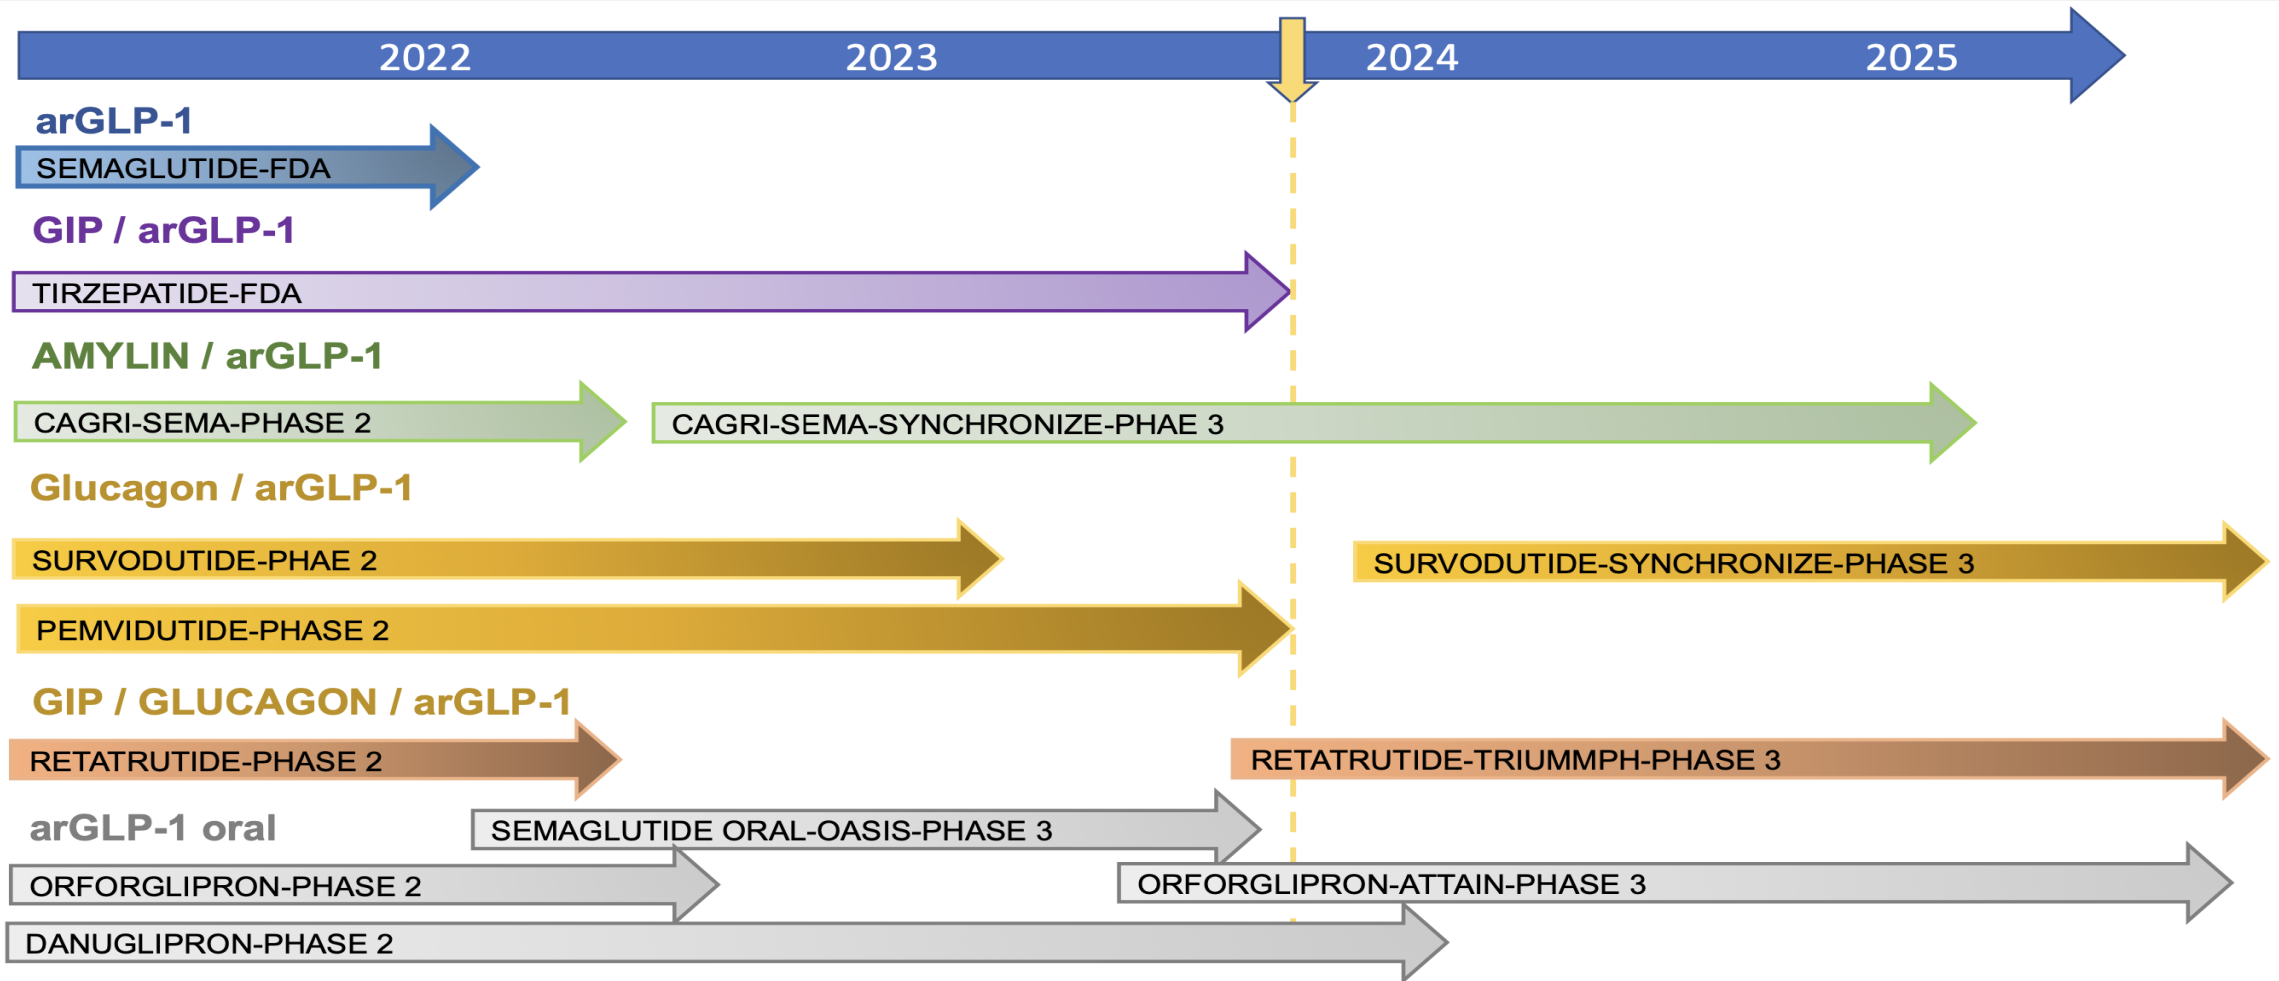 2022 2023 2024 2025
arGLP-1
SEMAGLUTIDE-FDA
GIP / arGLP-1
TIRZEPATIDE-FDA
AMYLIN / arGLP-1
CAGRI-SEMA-PHASE 2
CAGRI-SEMA-SYNCHRONIZE-PHAE 3
Glucagon / arGLP-1
SURVODUTIDE-PHAE 2
SURVODUTIDE-SYNCHRONIZE-PHASE 3
PEMVIDUTIDE-PHASE 2
GIP / GLUCAGON / arGLP-1
RETATRUTIDE-PHASE 2
RETATRUTIDE-TRIUMMPH-PHASE 3
arGLP-1 oral
SEMAGLUTIDE ORAL-OASIS-PHASE 3
ORFORGLIPRON-PHASE 2
ORFORGLIPRON-ATTAIN-PHASE 3
DANUGLIPRON-PHASE 2